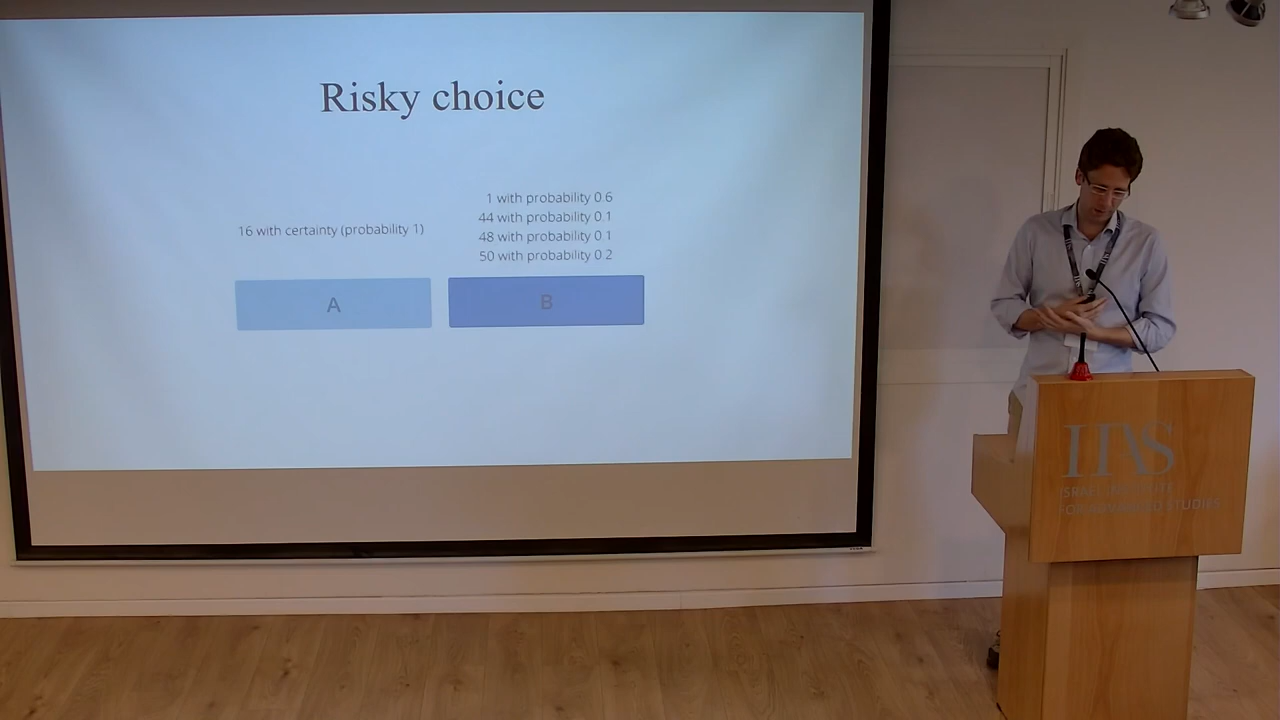 Risky choice
16 with certainty (probability 1)
1 with probability 0.6
44 with probability 0.1
48 with probability 0.1
50 with probability 0.2
A
B
IIAS
ISRAEL INSTITUTE
FOR ADVANCED STUDIES